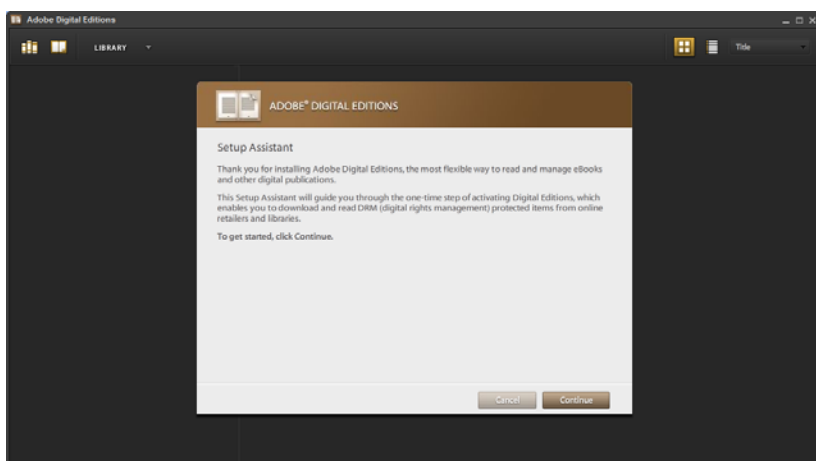 Adobe Digital Editions
LIBRARY
Title
ADOBE® DIGITAL EDITIONS
Setup Assistant
Thank you for installing Adobe Digital Editions, the most flexible way to read and manage eBooks
and other digital publications.
This Setup Assistant will guide you through the one-time step of activating Digital Editions, which
enables you to download and read DRM (digital rights management) protected items from online
retailers and libraries.
To get started, click Continue.
Cancel Continue